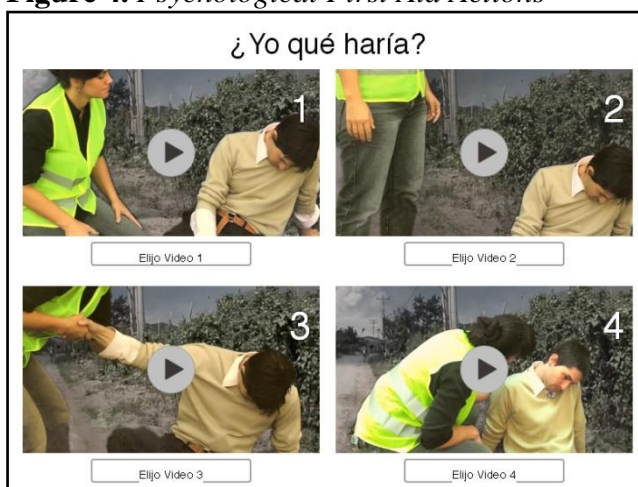 Figure 4. Psychological First Aid Actions
¿Yo qué haría?
1
2
Elijo Video 1
Elijo Video 2
3
4
Elijo Video 3
Elijo Video 4